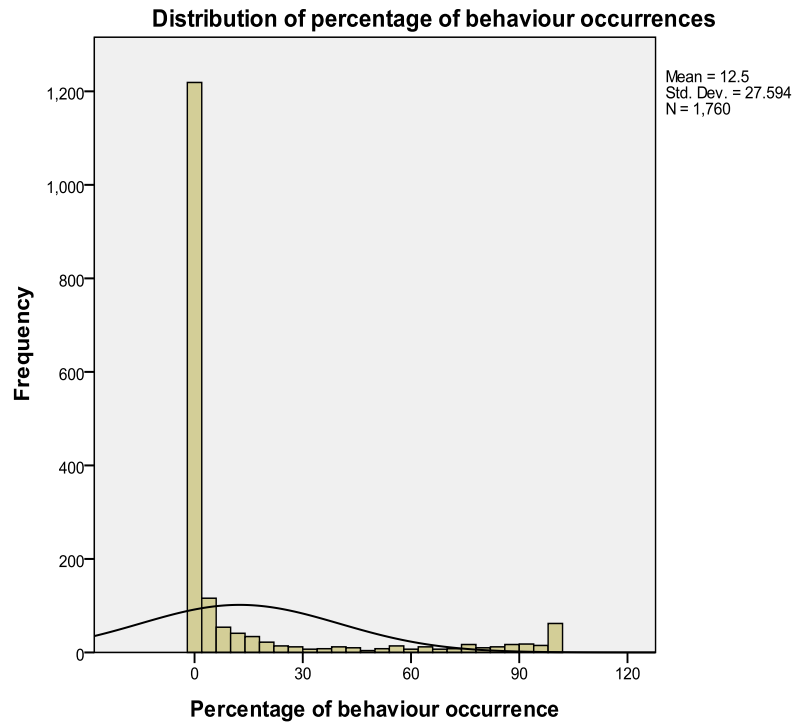 Distribution of percentage of behaviour occurrences
Mean = 12.5
Std. Dev. = 27.594
N = 1,760
Frequency
1,200
1,000
800
600
400
200
0
0 30 60 90 120
Percentage of behaviour occurrence